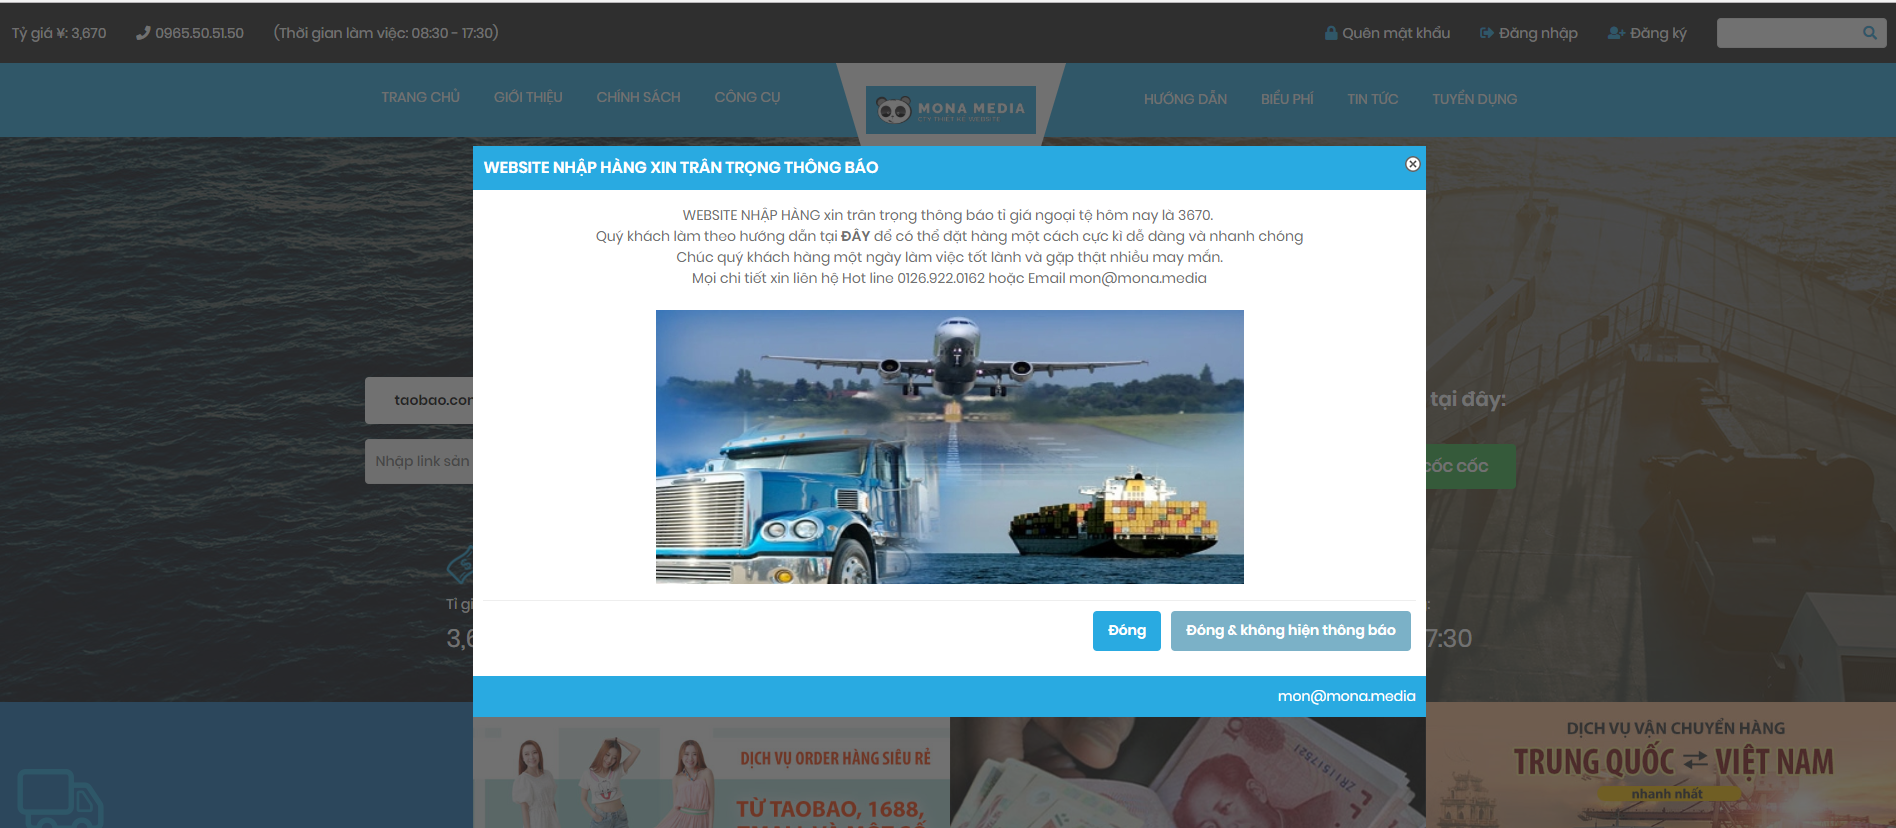 Tỷ giá ¥: 3,670
0965.50.51.50
(Thời gian làm việc: 08:30 - 17:30)
Quên mật khẩu
Đăng nhập
Đăng ký
TRANG CHỦ
GIỚI THIỆU
CHÍNH SÁCH
CÔNG CỤ
MONA MEDIA
CTY THIẾT KẾ WEBSITE
HƯỚNG DẪN
BIỂU PHÍ
TIN TỨC
TUYỂN DỤNG
WEBSITE NHẬP HÀNG XIN TRÂN TRỌNG THÔNG BÁO
WEBSITE NHẬP HÀNG xin trân trọng thông báo tỉ giá ngoại tệ hôm nay là 3670.
Quý khách làm theo hướng dẫn tại ĐÂY để có thể đặt hàng một cách cực kì dễ dàng và nhanh chóng
Chúc quý khách hàng một ngày làm việc tốt lành và gặp thật nhiều may mắn.
Mọi chi tiết xin liên hệ Hot line 0126.922.0162 hoặc Email mon@mona.media
taobao.co
tại đây:
Nhập link sản
cốc cốc
Tỉ gi
3,6
7:30
Đóng
Đóng & không hiện thông báo
mon@mona.media
DỊCH VỤ ORDER HÀNG SIÊU RẺ
TỪ TAOBAO, 1688,
ZR11517521
DỊCH VỤ VẬN CHUYỂN HÀNG
TRUNG QUỐC ⇄ VIỆT NAM
nhanh nhất